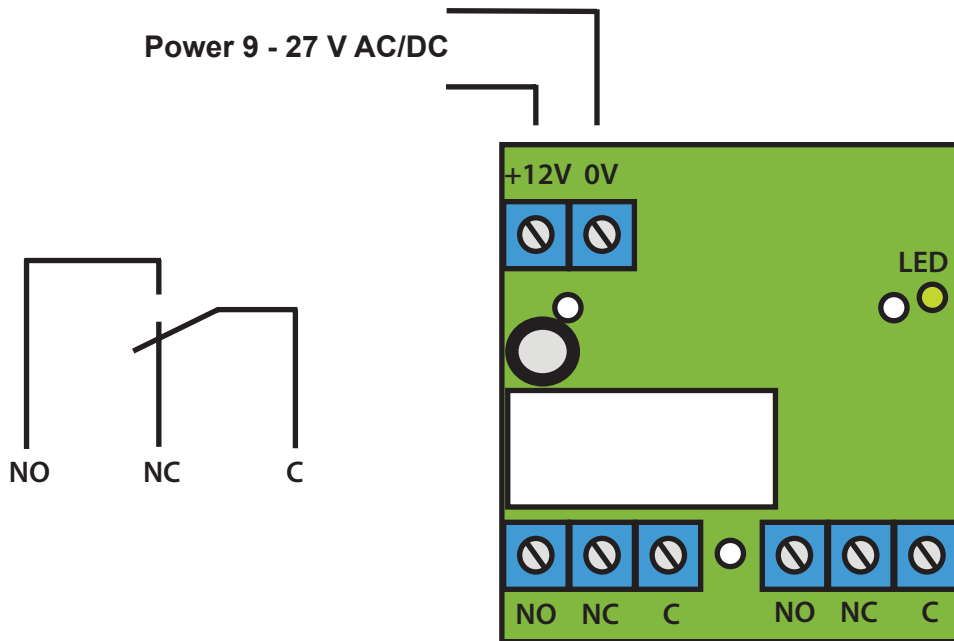 Power 9 - 27 V AC/DC
+12V 0V
LED
NO NC C
NO NC C NO NC C